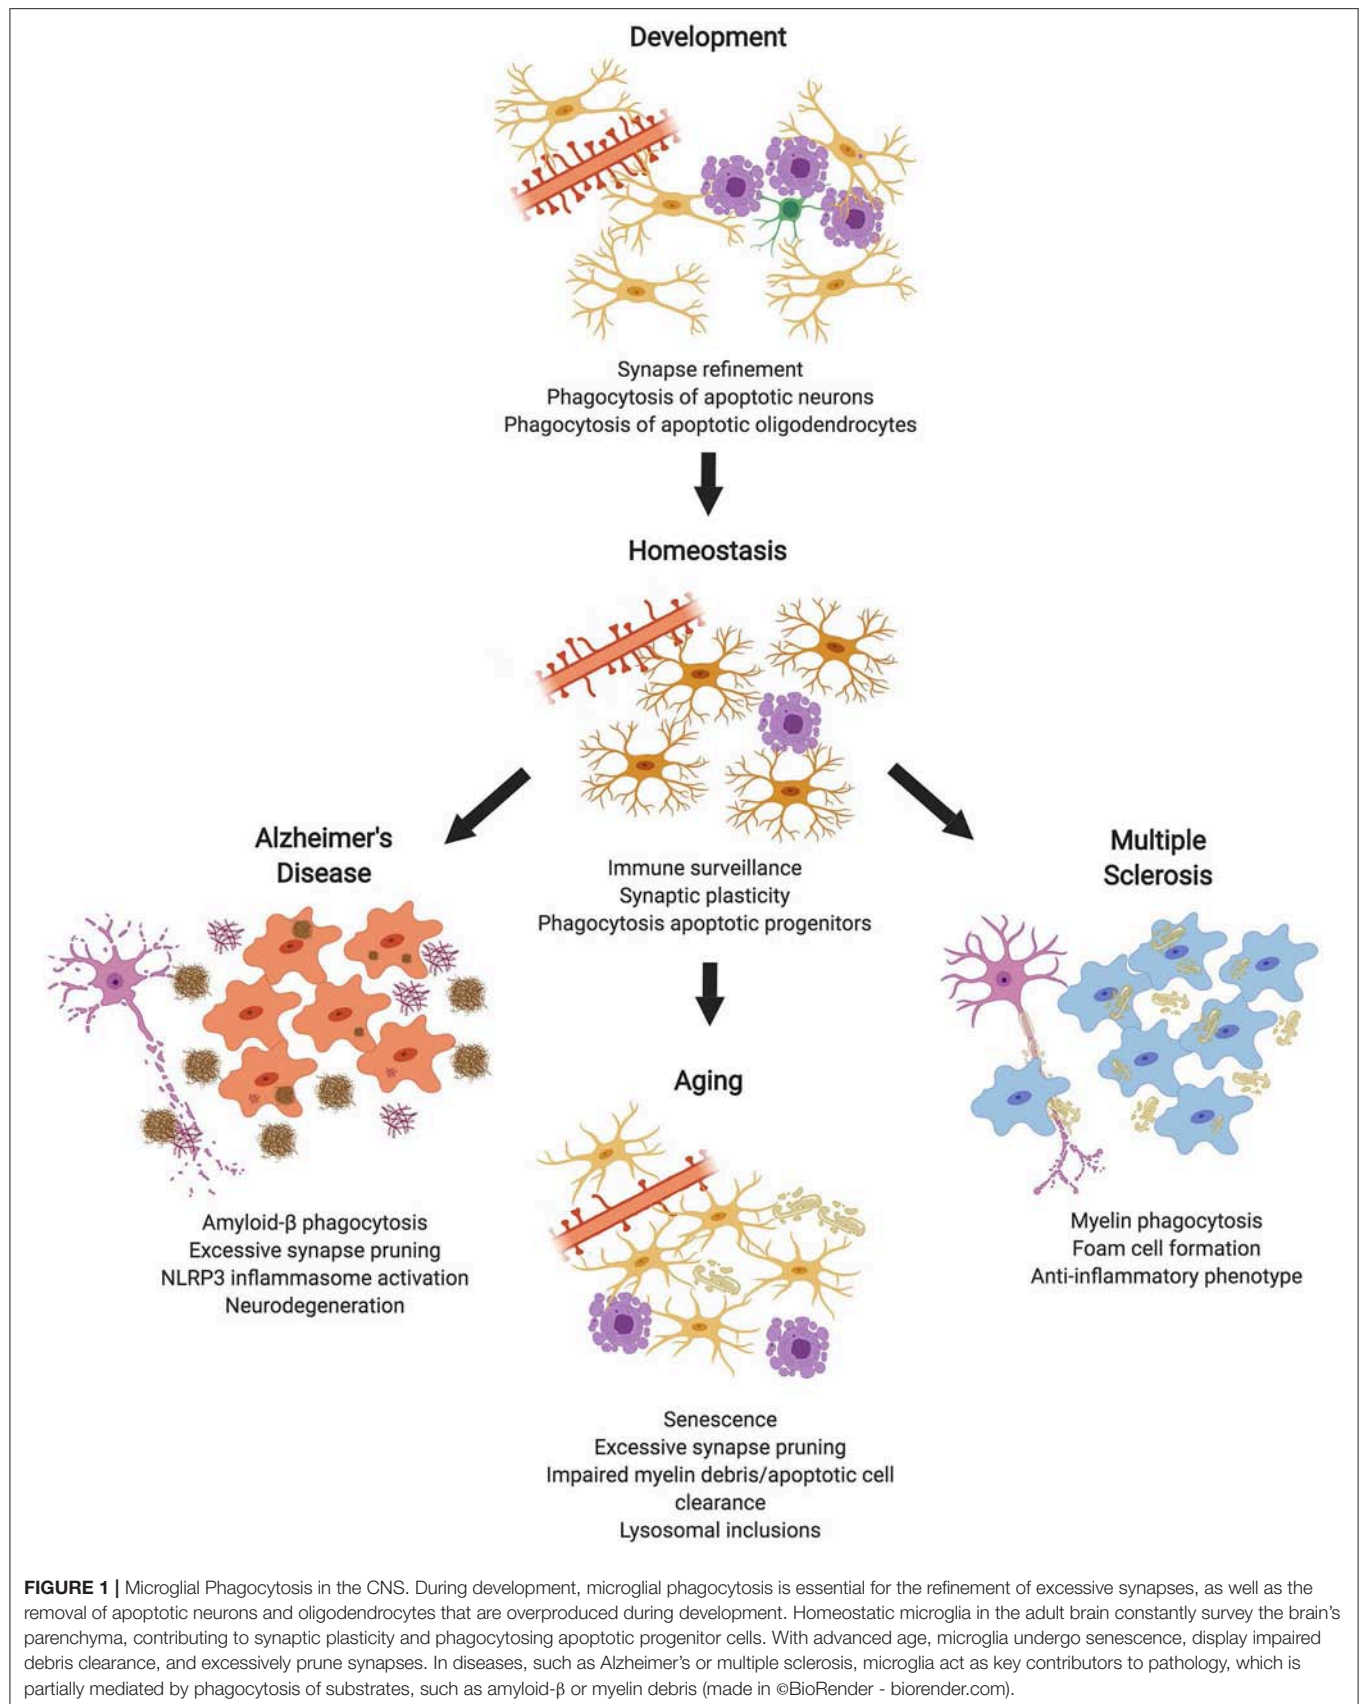 Development
Synapse refinement
Phagocytosis of apoptotic neurons
Phagocytosis of apoptotic oligodendrocytes
Homeostasis
Immune surveillance
Synaptic plasticity
Phagocytosis apoptotic progenitors
Alzheimer's
Disease
Amyloid-β phagocytosis
Excessive synapse pruning
NLRP3 inflammasome activation
Neurodegeneration
Multiple
Sclerosis
Myelin phagocytosis
Foam cell formation
Anti-inflammatory phenotype
Aging
Senescence
Excessive synapse pruning
Impaired myelin debris/apoptotic cell
clearance
Lysosomal inclusions
FIGURE 1 | Microglial Phagocytosis in the CNS. During development, microglial phagocytosis is essential for the refinement of excessive synapses, as well as the
removal of apoptotic neurons and oligodendrocytes that are overproduced during development. Homeostatic microglia in the adult brain constantly survey the brain's
parenchyma, contributing to synaptic plasticity and phagocytosing apoptotic progenitor cells. With advanced age, microglia undergo senescence, display impaired
debris clearance, and excessively prune synapses. In diseases, such as Alzheimer's or multiple sclerosis, microglia act as key contributors to pathology, which is
partially mediated by phagocytosis of substrates, such as amyloid-β or myelin debris (made in ©BioRender - biorender.com).